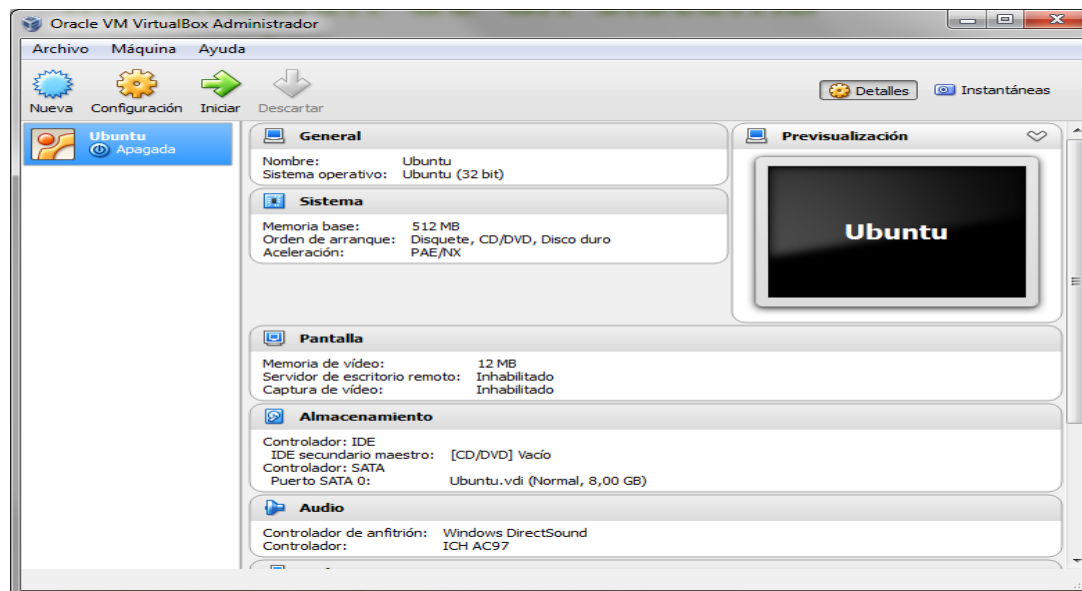 Oracle VM VirtualBox Administrador
Archivo Máquina Ayuda
Nueva Configuración Iniciar Descartar
Detalles Instantáneas
Ubuntu
Apagada
General
Nombre: Ubuntu
Sistema operativo: Ubuntu (32 bit)
Sistema
Memoria base: 512 MB
Orden de arranque: Disquete, CD/DVD, Disco duro
Aceleración: PAE/NX
Previsualización
Ubuntu
Pantalla
Memoria de vídeo: 12 MB
Servidor de escritorio remoto: Inhabilitado
Captura de vídeo: Inhabilitado
Almacenamiento
Controlador: IDE
IDE secundario maestro: [CD/DVD] Vacío
Controlador: SATA
Puerto SATA 0: Ubuntu.vdi (Normal, 8,00 GB)
Audio
Controlador de anfitrión: Windows DirectSound
Controlador: ICH AC97